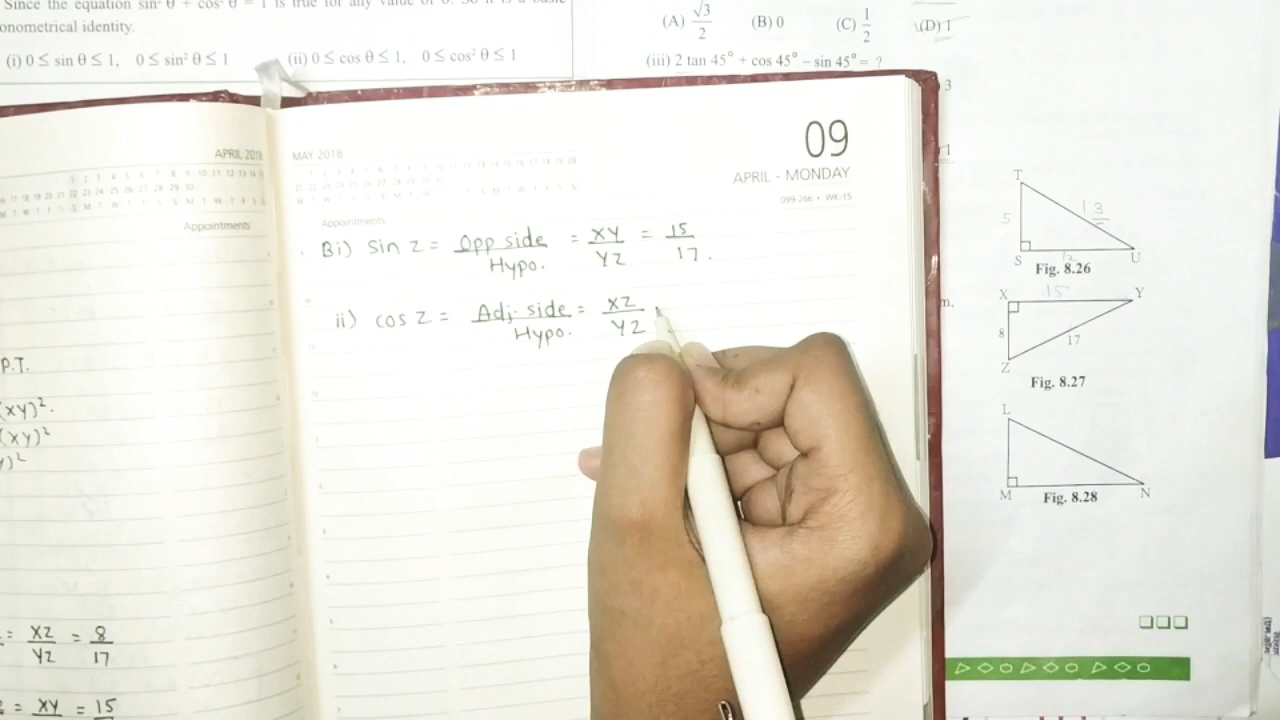 Since the equation sin² θ + cos² θ = 1 is true for any value of θ. So it is a basic
onometrical identity.
(i) 0 ≤ sin θ ≤ 1, 0 ≤ sin² θ ≤ 1 (ii) 0 ≤ cos θ ≤ 1, 0 ≤ cos² θ ≤ 1
(A) √3/2 (B) 0 (C) 1/2 (D) 1
(iii) 2 tan 45° + cos 45° − sin 45° = ?
APRIL 2018
Appointments
P.T.
(XY)².
(XY)²
)²
= XZ/YZ = 8/17
= XY = 15
MAY 2018
09
APRIL - MONDAY
099-266 • WK-15
Appointments
Bi) sin Z = Opp side/Hypo. = XY/YZ = 15/17.
ii) cos Z = Adj. side/Hypo. = XZ/YZ
3
1
m,
T
5
13
S
12
U
Fig. 8.26
X
15
Y
8
17
Z
Fig. 8.27
L
M
N
Fig. 8.28